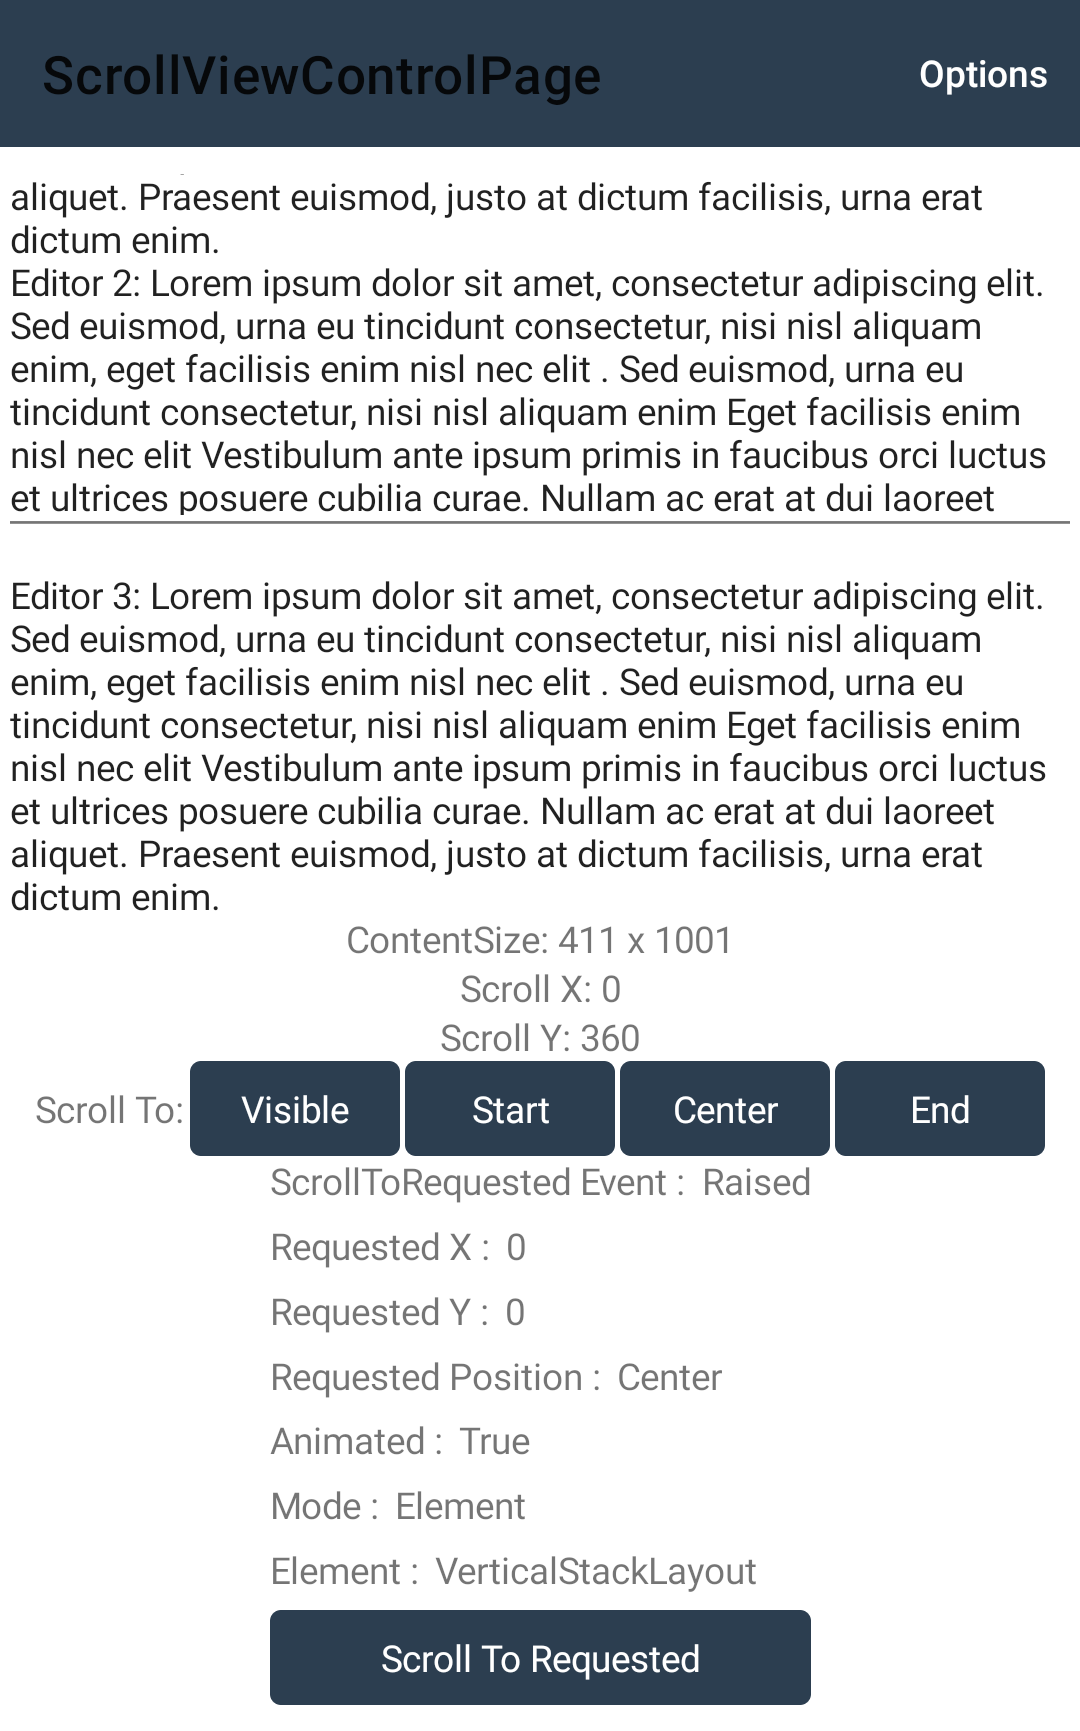 ScrollViewControlPage
Options
aliquet. Praesent euismod, justo at dictum facilisis, urna erat
dictum enim.
Editor 2: Lorem ipsum dolor sit amet, consectetur adipiscing elit.
Sed euismod, urna eu tincidunt consectetur, nisi nisl aliquam
enim, eget facilisis enim nisl nec elit . Sed euismod, urna eu
tincidunt consectetur, nisi nisl aliquam enim Eget facilisis enim
nisl nec elit Vestibulum ante ipsum primis in faucibus orci luctus
et ultrices posuere cubilia curae. Nullam ac erat at dui laoreet
Editor 3: Lorem ipsum dolor sit amet, consectetur adipiscing elit.
Sed euismod, urna eu tincidunt consectetur, nisi nisl aliquam
enim, eget facilisis enim nisl nec elit . Sed euismod, urna eu
tincidunt consectetur, nisi nisl aliquam enim Eget facilisis enim
nisl nec elit Vestibulum ante ipsum primis in faucibus orci luctus
et ultrices posuere cubilia curae. Nullam ac erat at dui laoreet
aliquet. Praesent euismod, justo at dictum facilisis, urna erat
dictum enim.
ContentSize: 411 x 1001
Scroll X: 0
Scroll Y: 360
Scroll To: Visible Start Center End
ScrollToRequested Event : Raised
Requested X : 0
Requested Y : 0
Requested Position : Center
Animated : True
Mode : Element
Element : VerticalStackLayout
Scroll To Requested